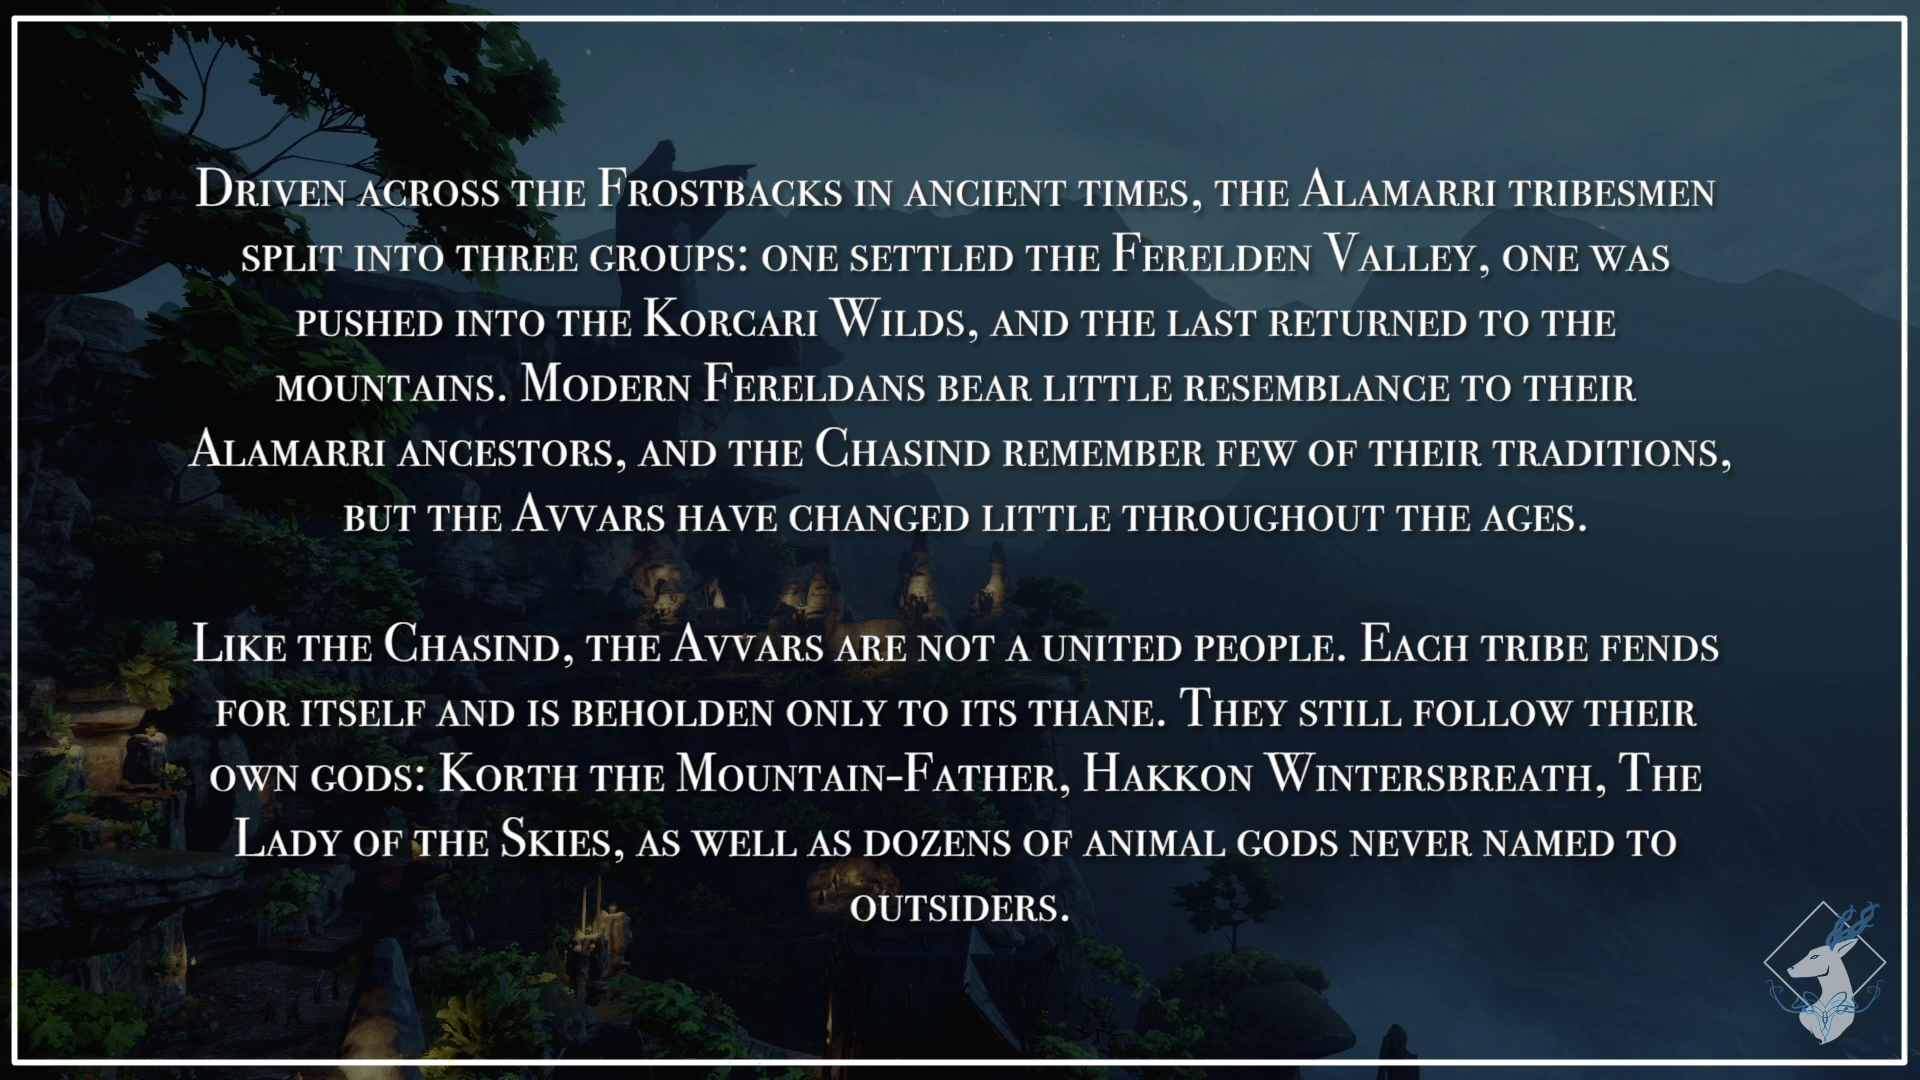 Driven across the Frostbacks in ancient times, the Alamarri tribesmen
split into three groups: one settled the Ferelden Valley, one was
pushed into the Korcari Wilds, and the last returned to the
mountains. Modern Fereldans bear little resemblance to their
Alamarri ancestors, and the Chasind remember few of their traditions,
but the Avvars have changed little throughout the ages.
Like the Chasind, the Avvars are not a united people. Each tribe fends
for itself and is beholden only to its thane. They still follow their
own gods: Korth the Mountain-Father, Hakkon Wintersbreath, The
Lady of the Skies, as well as dozens of animal gods never named to
outsiders.